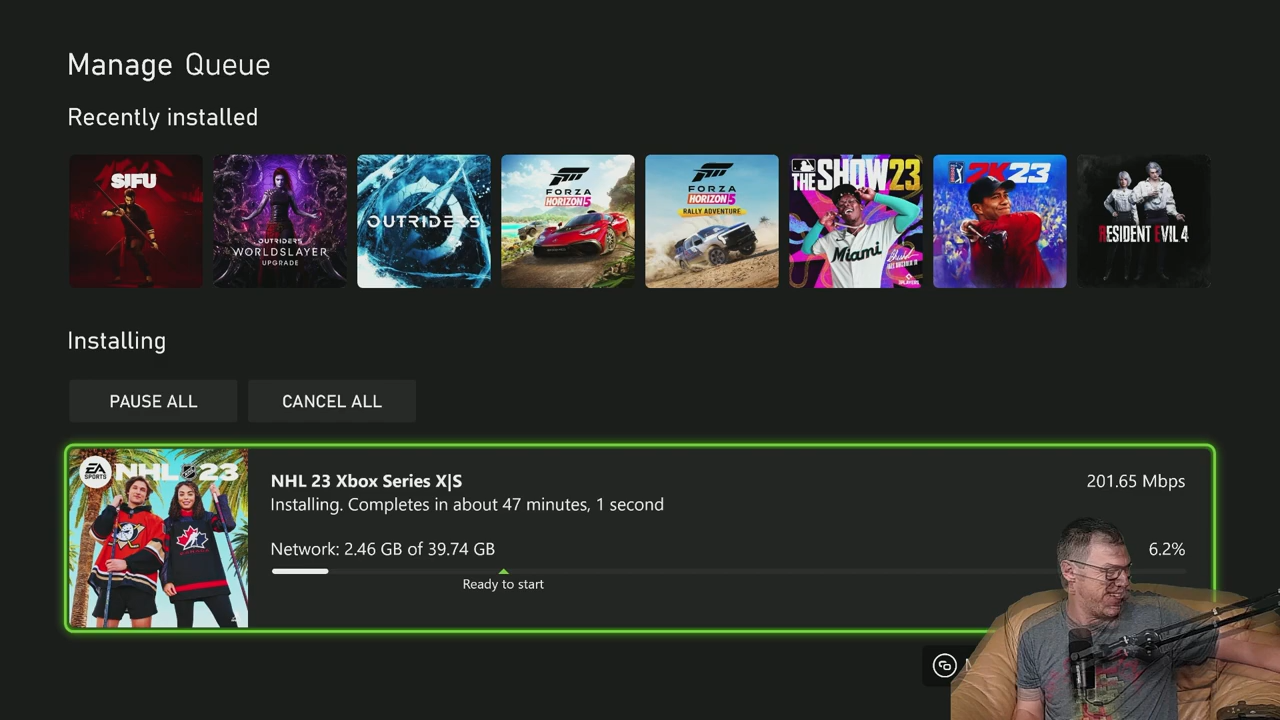 Manage Queue
Recently installed
SIFU
OUTRIDERS
WORLDSLAYER
UPGRADE
OUTRIDERS
FORZA
HORIZON 5
FORZA
HORIZON 5
RALLY ADVENTURE
THE SHOW 23
Miami
2K23
RESIDENT EVIL 4
Installing
PAUSE ALL
CANCEL ALL
EA
SPORTS
NHL 23
NHL 23 Xbox Series X|S
201.65 Mbps
Installing. Completes in about 47 minutes, 1 second
Network: 2.46 GB of 39.74 GB
6.2%
Ready to start